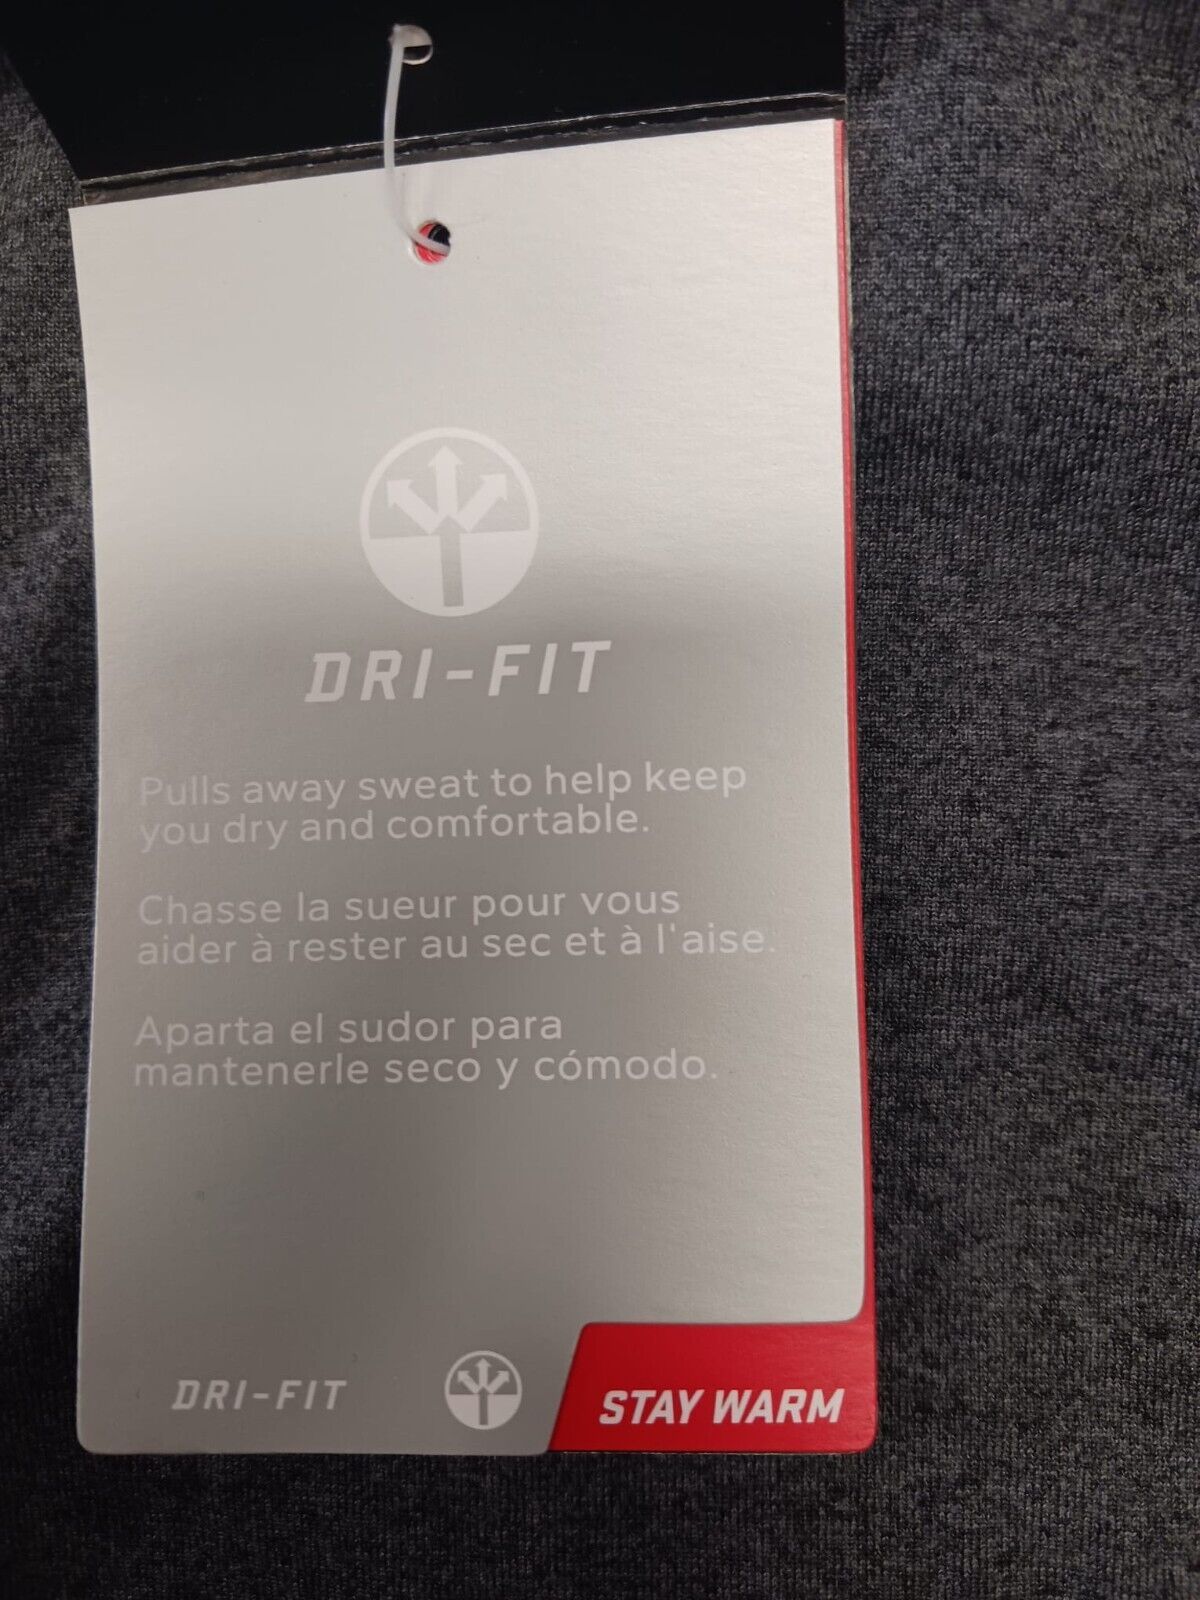 DRI-FIT
Pulls away sweat to help keep
you dry and comfortable.
Chasse la sueur pour vous
aider à rester au sec et à l'aise.
Aparta el sudor para
mantenerle seco y cómodo.
DRI-FIT
STAY WARM